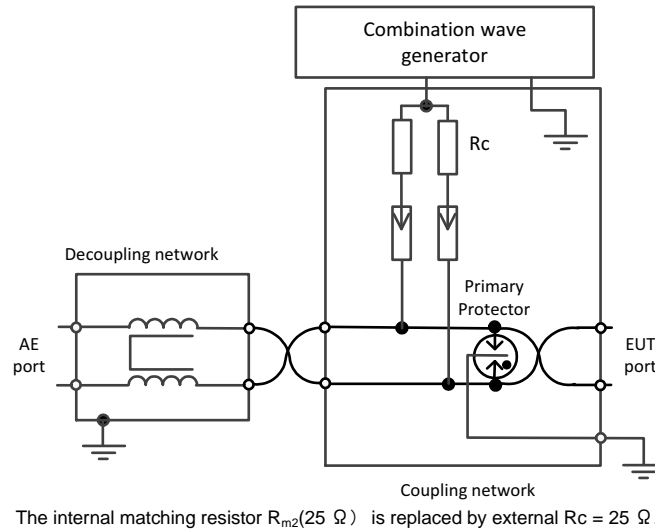 Combination wave
generator
Rc
Decoupling network
Primary
Protector
AE
port
EUT
port
Coupling network
The internal matching resistor Rm2(25 Ω） is replaced by external Rc = 25 Ω